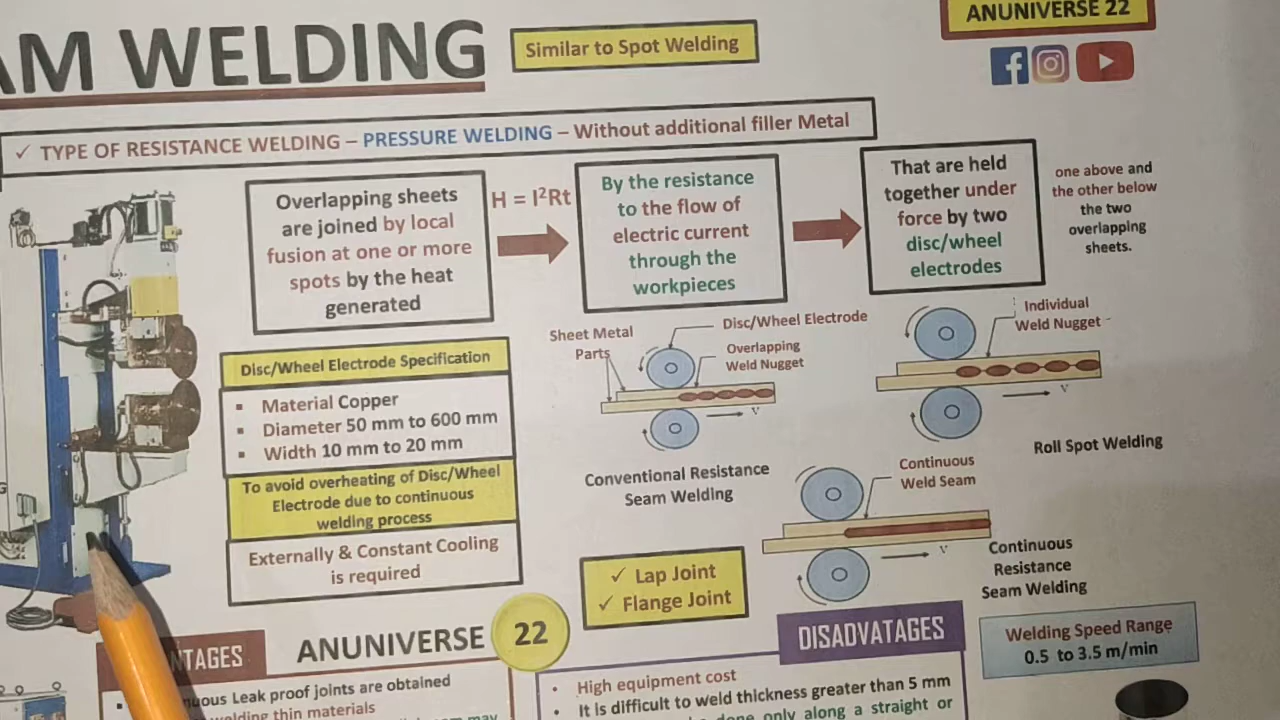 AM WELDING
Similar to Spot Welding
ANUNIVERSE 22
✓ TYPE OF RESISTANCE WELDING – PRESSURE WELDING – Without additional filler Metal
Overlapping sheets
are joined by local
fusion at one or more
spots by the heat
generated
H = I²Rt
By the resistance
to the flow of
electric current
through the
workpieces
That are held
together under
force by two
disc/wheel
electrodes
one above and
the other below
the two
overlapping
sheets.
Disc/Wheel Electrode Specification
▪ Material Copper
▪ Diameter 50 mm to 600 mm
▪ Width 10 mm to 20 mm
To avoid overheating of Disc/Wheel
Electrode due to continuous
welding process
Externally & Constant Cooling
is required
Sheet Metal
Parts
Disc/Wheel Electrode
Overlapping
Weld Nugget
V
Conventional Resistance
Seam Welding
Individual
Weld Nugget
V
Roll Spot Welding
Continuous
Weld Seam
V
Continuous
Resistance
Seam Welding
✓ Lap Joint
✓ Flange Joint
Welding Speed Range
0.5 to 3.5 m/min
ANUNIVERSE 22
NTAGES
nuous Leak proof joints are obtained
welding thin materials
may
DISADVATAGES
• High equipment cost
• It is difficult to weld thickness greater than 5 mm
done only along a straight or